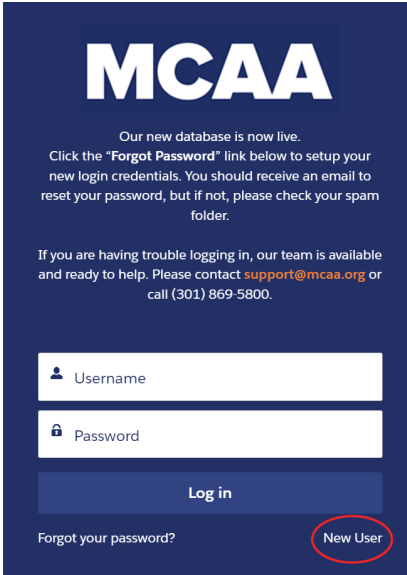 MCAA
Our new database is now live.
Click the “Forgot Password” link below to setup your
new login credentials. You should receive an email to
reset your password, but if not, please check your spam
folder.
If you are having trouble logging in, our team is available
and ready to help. Please contact support@mcaa.org or
call (301) 869-5800.
Username
Password
Log in
Forgot your password? New User